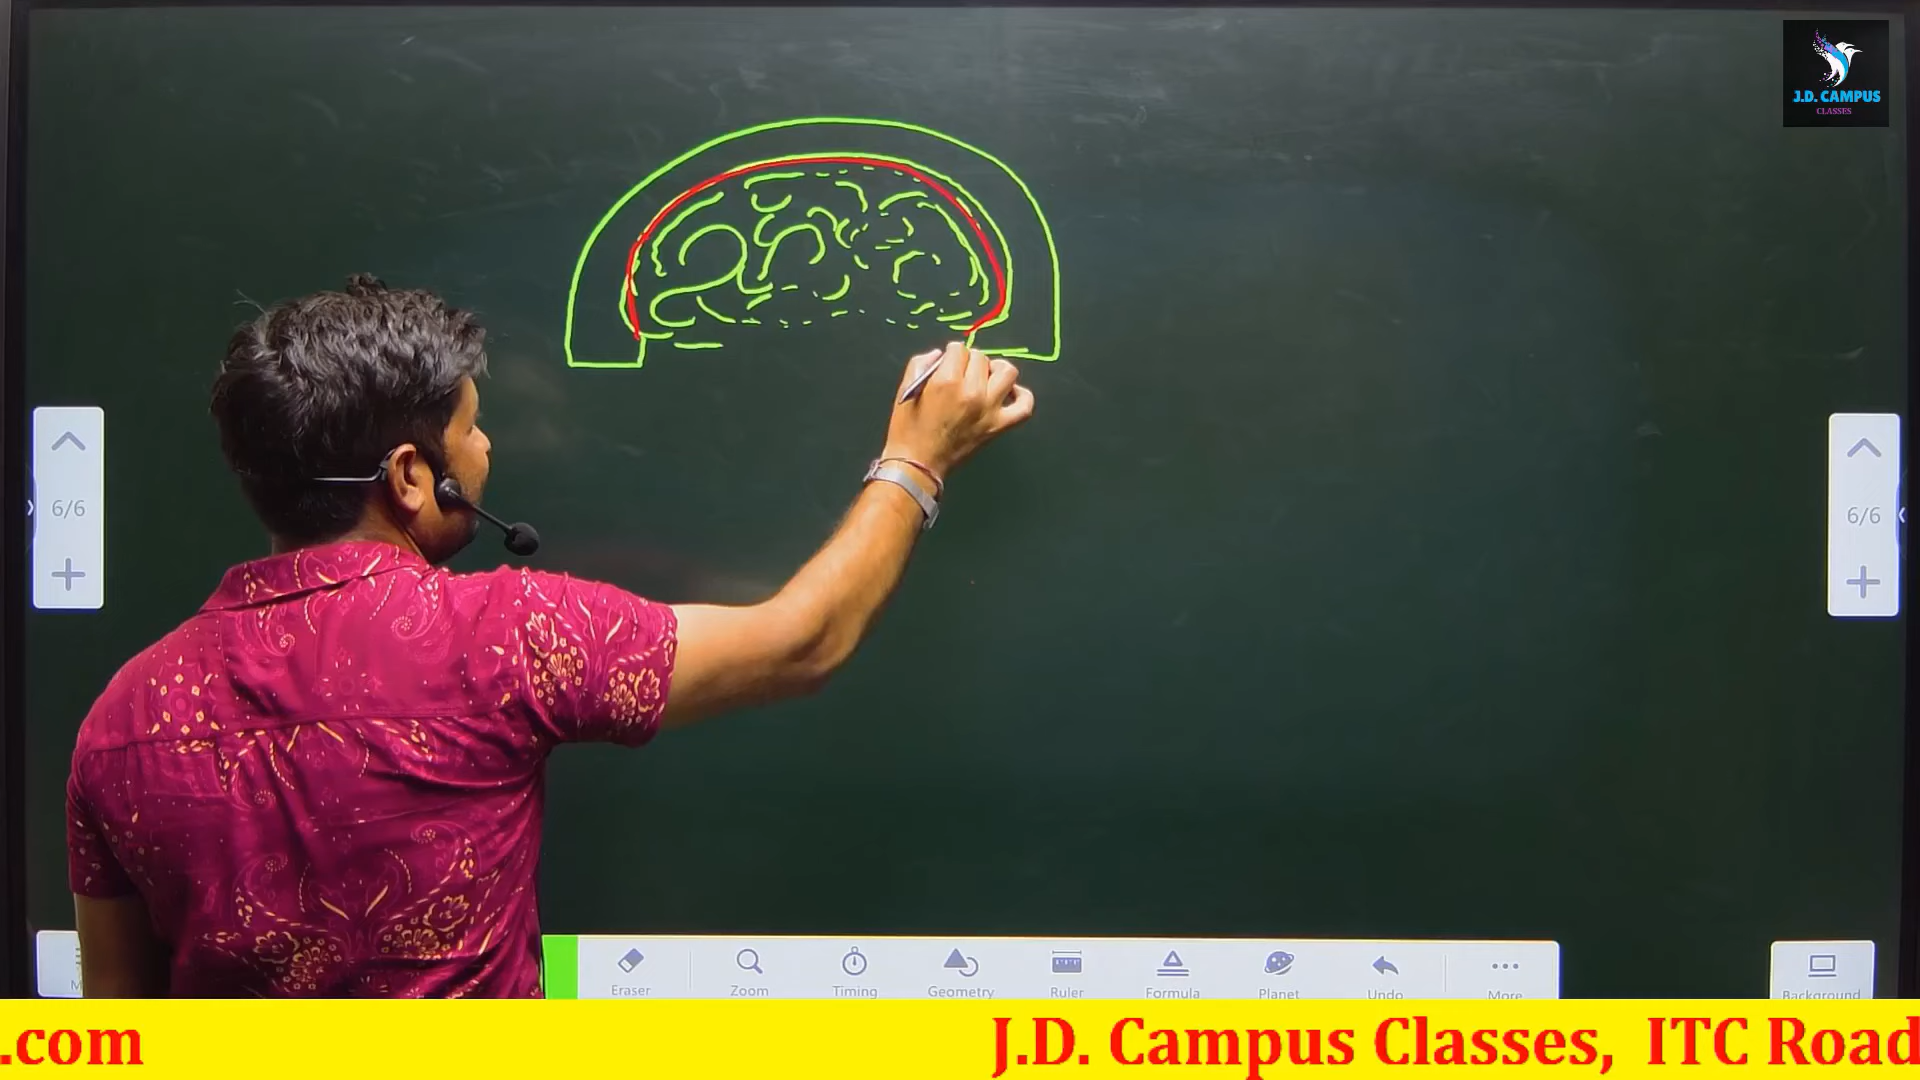 J.D. CAMPUS
CLASSES
6/6
6/6
Eraser
Zoom
Timing
Geometry
Ruler
Formula
Planet
Undo
More
Background
.com
J.D. Campus Classes, ITC Road